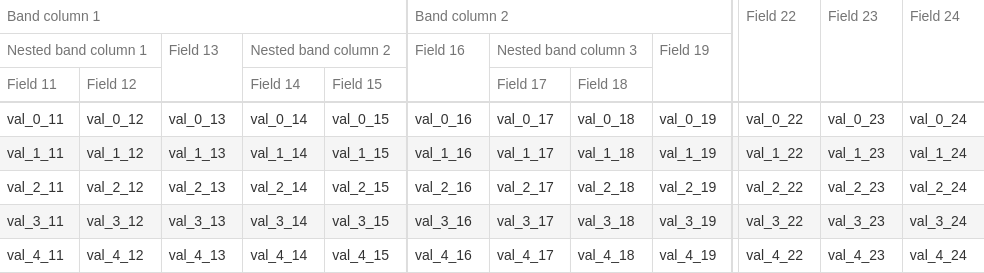 Band column 1 Band column 2 Field 22 Field 23 Field 24
Nested band column 1 Field 13 Nested band column 2 Field 16 Nested band column 3 Field 19
Field 11 Field 12 Field 14 Field 15 Field 17 Field 18
val_0_11 val_0_12 val_0_13 val_0_14 val_0_15 val_0_16 val_0_17 val_0_18 val_0_19 val_0_22 val_0_23 val_0_24
val_1_11 val_1_12 val_1_13 val_1_14 val_1_15 val_1_16 val_1_17 val_1_18 val_1_19 val_1_22 val_1_23 val_1_24
val_2_11 val_2_12 val_2_13 val_2_14 val_2_15 val_2_16 val_2_17 val_2_18 val_2_19 val_2_22 val_2_23 val_2_24
val_3_11 val_3_12 val_3_13 val_3_14 val_3_15 val_3_16 val_3_17 val_3_18 val_3_19 val_3_22 val_3_23 val_3_24
val_4_11 val_4_12 val_4_13 val_4_14 val_4_15 val_4_16 val_4_17 val_4_18 val_4_19 val_4_22 val_4_23 val_4_24